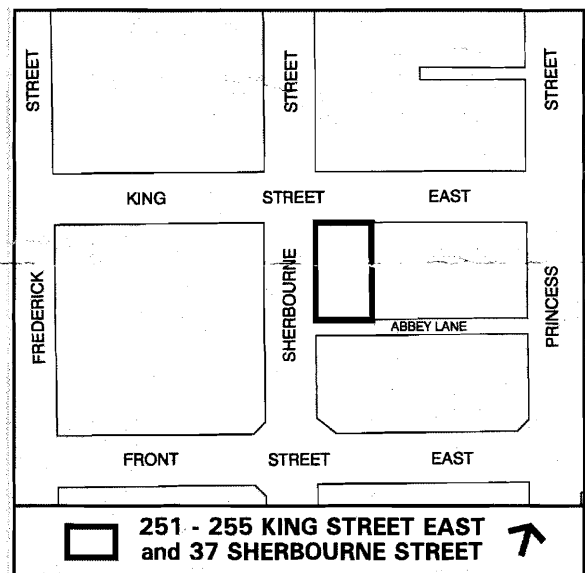 STREET
STREET
STREET
KING STREET EAST
FREDERICK
SHERBOURNE
PRINCESS
ABBEY LANE
FRONT STREET EAST
251 - 255 KING STREET EAST
and 37 SHERBOURNE STREET